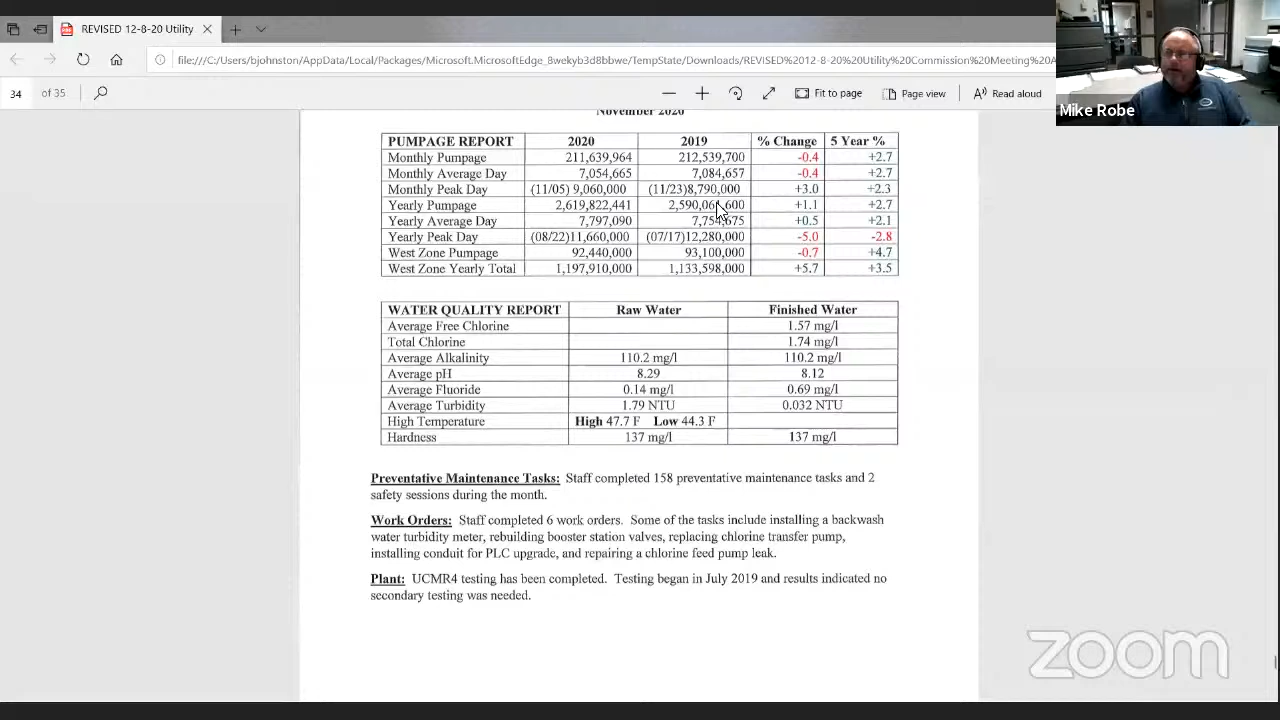 REVISED 12-8-20 Utility
file:///C:/Users/bjohnston/AppData/Local/Packages/Microsoft.MicrosoftEdge_8wekyb3d8bbwe/TempState/Downloads/REVISED%2012-8-20%20Utility%20Commission%20Meeting%20A
34 of 35 Fit to page Page view Read aloud
Mike Robe
November 2020
PUMPAGE REPORT 2020 2019 % Change 5 Year %
Monthly Pumpage 211,639,964 212,539,700 -0.4 +2.7
Monthly Average Day 7,054,665 7,084,657 -0.4 +2.7
Monthly Peak Day (11/05) 9,060,000 (11/23)8,790,000 +3.0 +2.3
Yearly Pumpage 2,619,822,441 +1.1 +2.7
Yearly Average Day 7,797,090 7,754,675 +0.5 +2.1
Yearly Peak Day (08/22)11,660,000 (07/17)12,280,000 -5.0 -2.8
West Zone Pumpage 92,440,000 93,100,000 -0.7 +4.7
West Zone Yearly Total 1,197,910,000 1,133,598,000 +5.7 +3.5
WATER QUALITY REPORT Raw Water Finished Water
Average Free Chlorine 1.57 mg/l
Total Chlorine 1.74 mg/l
Average Alkalinity 110.2 mg/l 110.2 mg/l
Average pH 8.29 8.12
Average Fluoride 0.14 mg/l 0.69 mg/l
Average Turbidity 1.79 NTU 0.032 NTU
High Temperature High 47.7 F Low 44.3 F
Hardness 137 mg/l 137 mg/l
Preventative Maintenance Tasks: Staff completed 158 preventative maintenance tasks and 2
safety sessions during the month.
Work Orders: Staff completed 6 work orders. Some of the tasks include installing a backwash
water turbidity meter, rebuilding booster station valves, replacing chlorine transfer pump,
installing conduit for PLC upgrade, and repairing a chlorine feed pump leak.
Plant: UCMR4 testing has been completed. Testing began in July 2019 and results indicated no
secondary testing was needed.
zoom